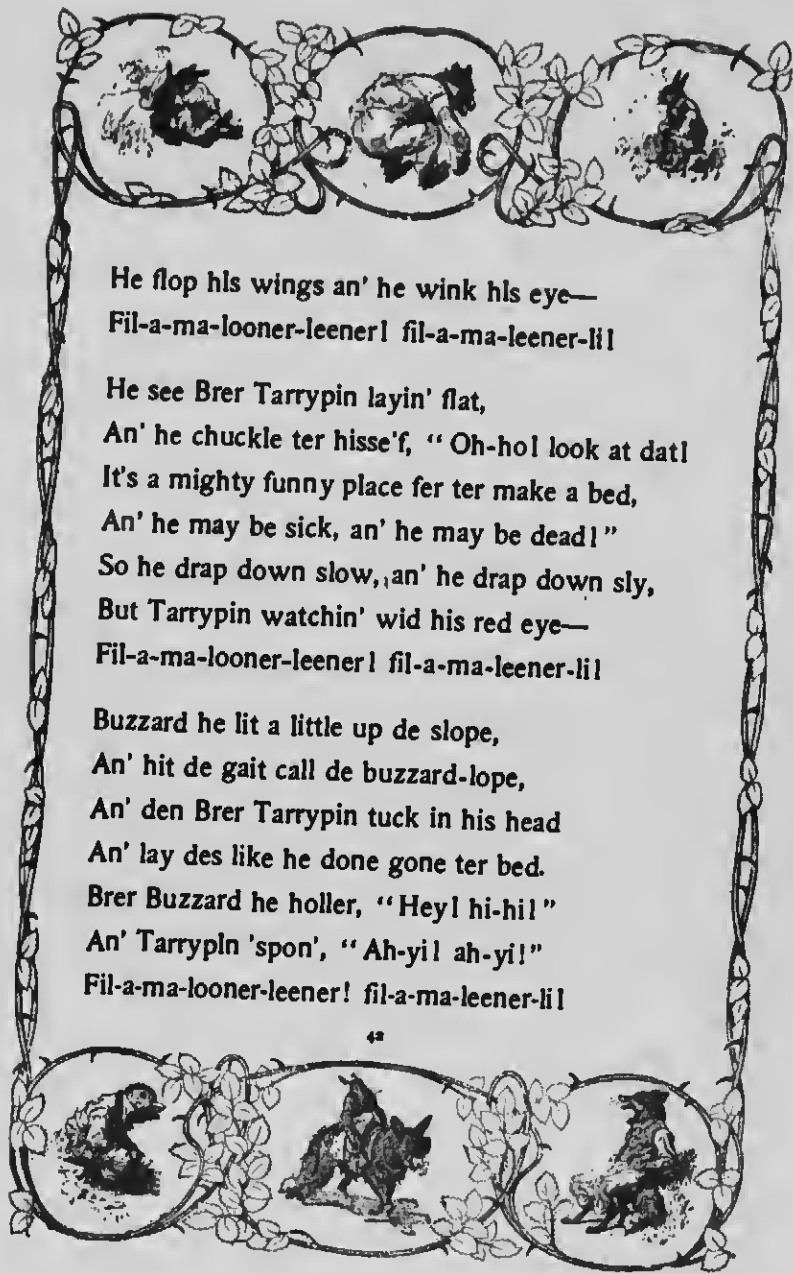 He flop his wings an' he wink his eye—
Fil-a-ma-looner-leener! fil-a-ma-leener-li!
He see Brer Tarrypin layin' flat,
An' he chuckle ter hisse'f, "Oh-ho! look at dat!
It's a mighty funny place fer ter make a bed,
An' he may be sick, an' he may be dead!"
So he drap down slow, an' he drap down sly,
But Tarrypin watchin' wid his red eye—
Fil-a-ma-looner-leener! fil-a-ma-leener-li!
Buzzard he lit a little up de slope,
An' hit de gait call de buzzard-lope,
An' den Brer Tarrypin tuck in his head
An' lay des like he done gone ter bed.
Brer Buzzard he holler, "Hey! hi-hi!"
An' Tarrypin 'spon', "Ah-yi! ah-yi!"
Fil-a-ma-looner-leener! fil-a-ma-leener-li!
42